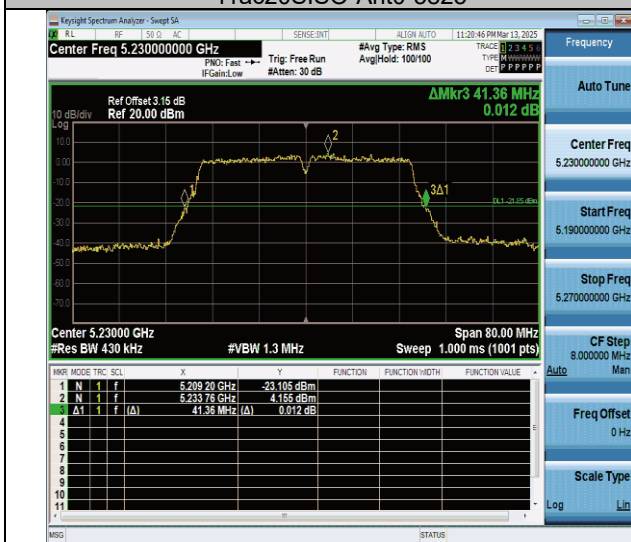 Keysight Spectrum Analyzer - Swept SA
RL RF 50 Ω AC SENSE:INT ALIGN AUTO 11:20:46 PM Mar 13, 2025
Center Freq 5.230000000 GHz
PNO: Fast
IFGain:Low
Trig: Free Run
#Atten: 30 dB
#Avg Type: RMS
Avg|Hold: 100/100
TRACE 1 2 3 4 5 6
TYPE M WWWWW
DET P P P P P P
Ref Offset 3.15 dB
Ref 20.00 dBm
ΔMkr3 41.36 MHz
0.012 dB
10 dB/div
Log
10.0
0.00
-10.0
-20.0
-30.0
-40.0
-50.0
-60.0
-70.0
1
2
3Δ1
Center 5.23000 GHz
Span 80.00 MHz
#Res BW 430 kHz
#VBW 1.3 MHz
Sweep 1.000 ms (1001 pts)
MKR MODE TRC SCL X Y FUNCTION FUNCTION WIDTH FUNCTION VALUE
1 N 1 f 5.209 20 GHz -23.105 dBm
2 N 1 f 5.233 76 GHz 4.155 dBm
3 Δ1 1 f (Δ) 41.36 MHz (Δ) 0.012 dB
4
5
6
7
8
9
10
11
MSG
STATUS
Frequency
Auto Tune
Center Freq
5.230000000 GHz
Start Freq
5.190000000 GHz
Stop Freq
5.270000000 GHz
CF Step
8.000000 MHz
Auto Man
Freq Offset
0 Hz
Scale Type
Log Lin